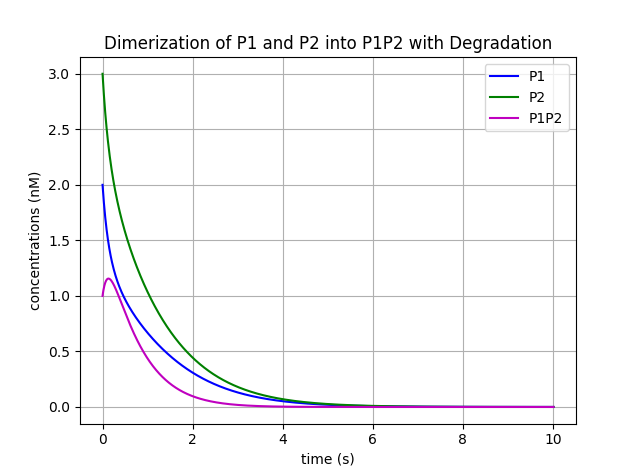 Dimerization of P1 and P2 into P1P2 with Degradation
3.0
2.5
2.0
1.5
1.0
0.5
0.0
concentrations (nM)
P1
P2
P1P2
0 2 4 6 8 10
time (s)